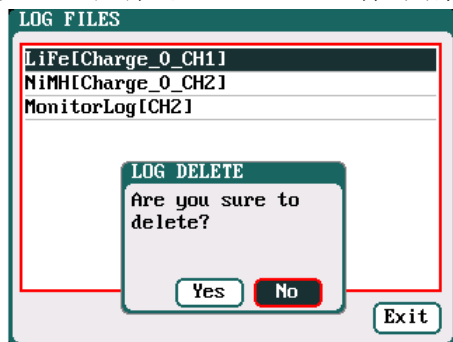 LOG FILES
LiFe[Charge_0_CH1]
NiMH[Charge_0_CH2]
MonitorLog[CH2]
LOG DELETE
Are you sure to
delete?
Yes No
Exit